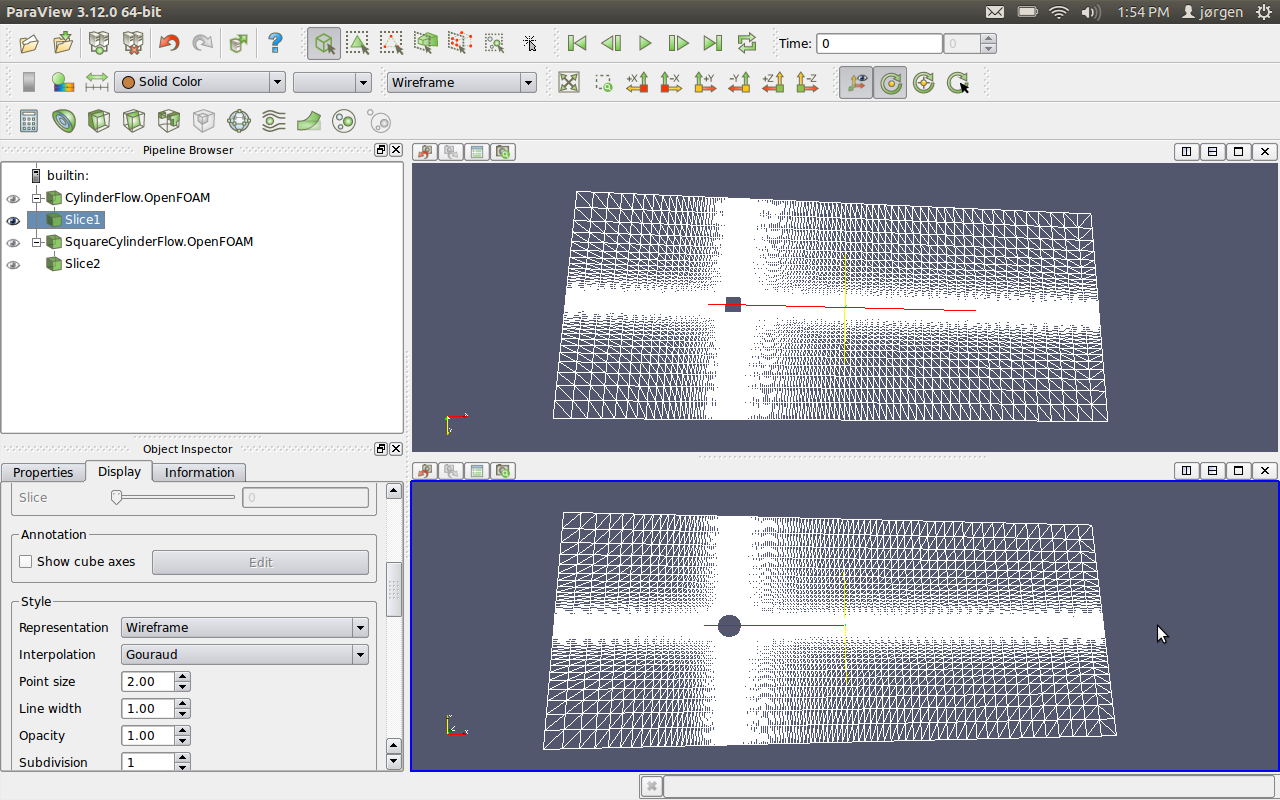 ParaView 3.12.0 64-bit
1:54 PM jørgen
Time: 0 0
Solid Color Wireframe
+X -X +Y -Y +Z -Z
Pipeline Browser
builtin:
CylinderFlow.OpenFOAM
Slice1
SquareCylinderFlow.OpenFOAM
Slice2
Object Inspector
Properties Display Information
Slice 0
Annotation
Show cube axes Edit
Style
Representation Wireframe
Interpolation Gouraud
Point size 2.00
Line width 1.00
Opacity 1.00
Subdivision 1